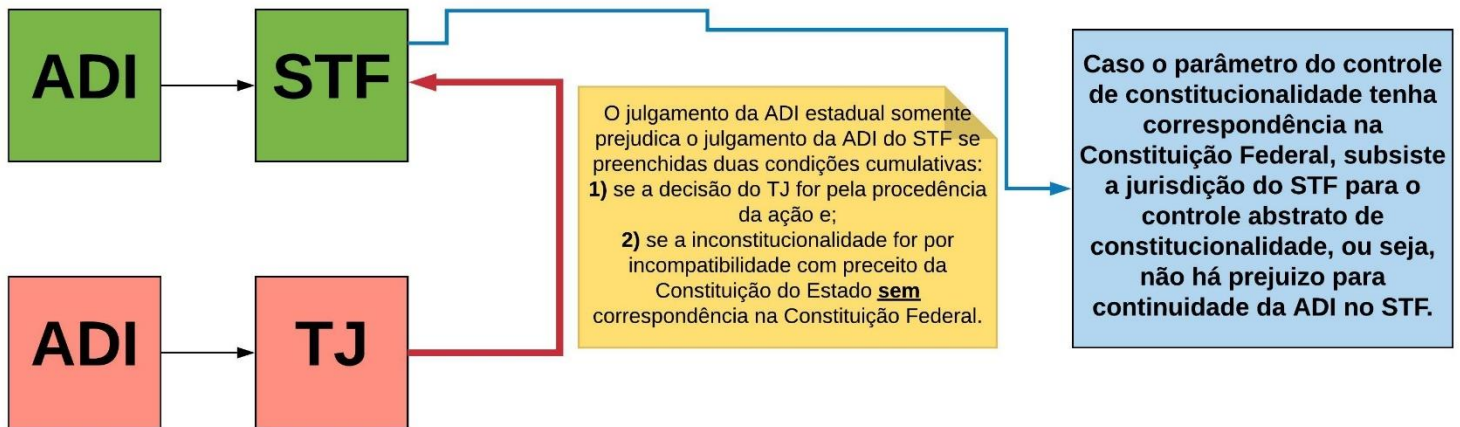 ADI
STF
O julgamento da ADI estadual somente
prejudica o julgamento da ADI do STF se
preenchidas duas condições cumulativas:
1) se a decisão do TJ for pela procedência
da ação e;
2) se a inconstitucionalidade for por
incompatibilidade com preceito da
Constituição do Estado sem
correspondência na Constituição Federal.
Caso o parâmetro do controle
de constitucionalidade tenha
correspondência na
Constituição Federal, subsiste
a jurisdição do STF para o
controle abstrato de
constitucionalidade, ou seja,
não há prejuizo para
continuidade da ADI no STF.
ADI
TJ